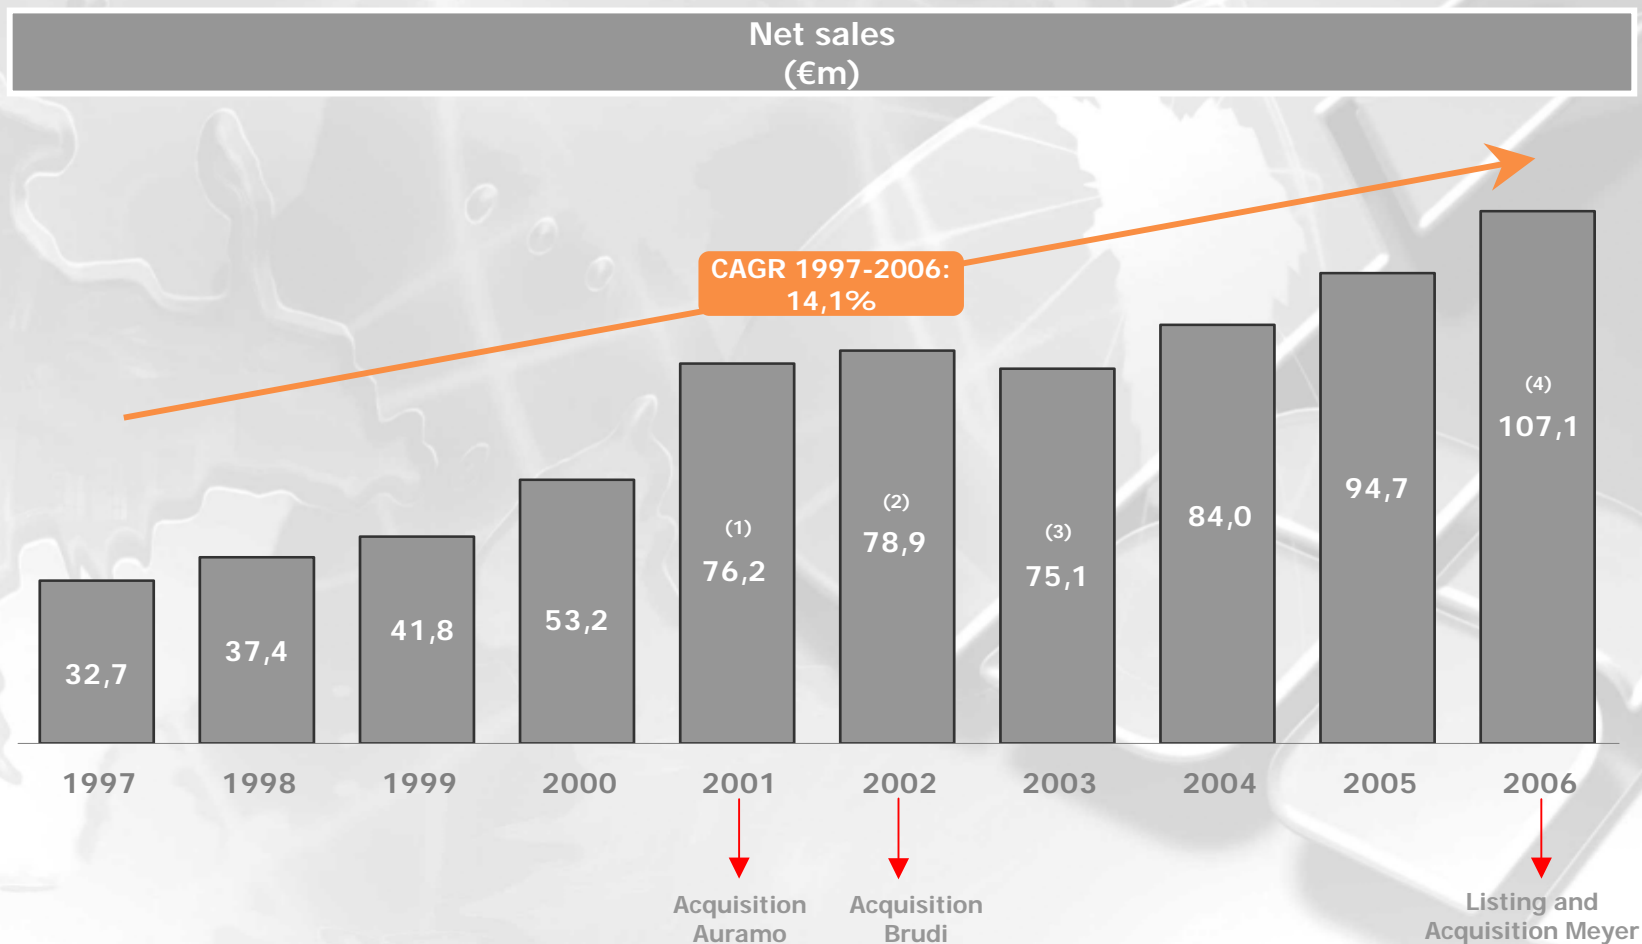 Net sales
(€m)
CAGR 1997-2006:
14,1%
32,7
37,4
41,8
53,2
(1)
76,2
(2)
78,9
(3)
75,1
84,0
94,7
(4)
107,1
1997
1998
1999
2000
2001
2002
2003
2004
2005
2006
Acquisition
Auramo
Acquisition
Brudi
Listing and
Acquisition Meyer